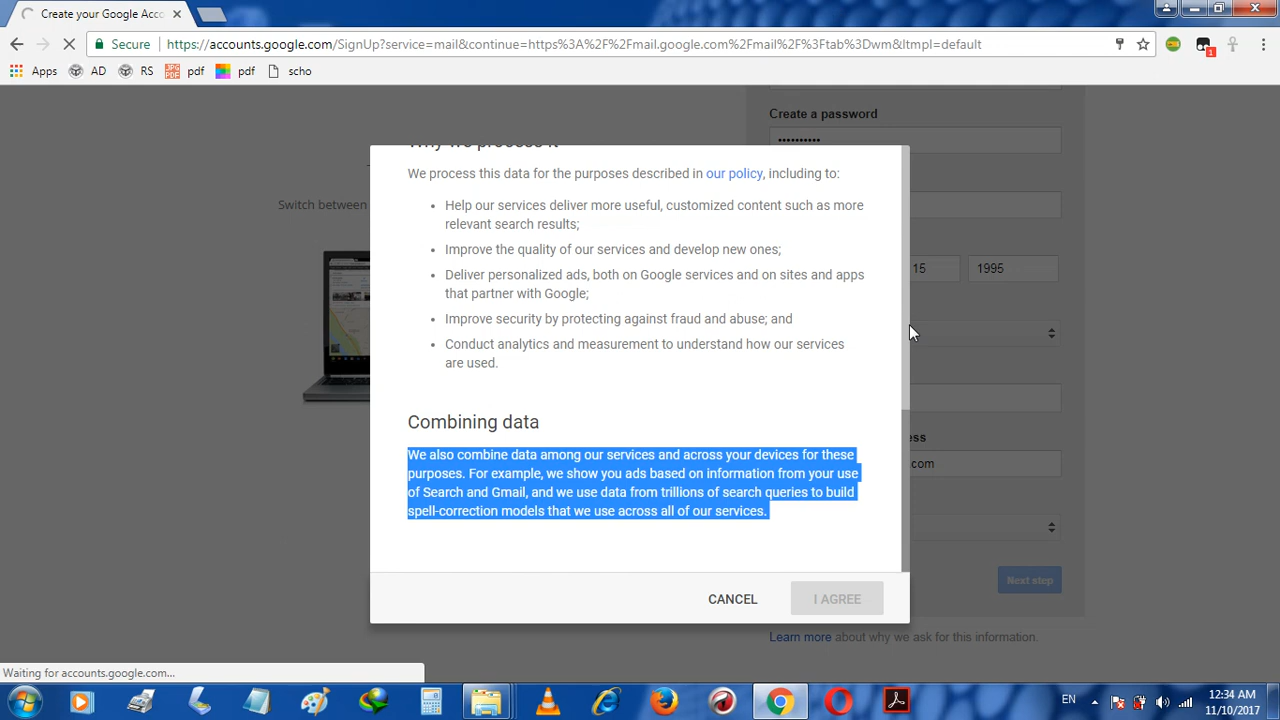 Create your Google Acco
Secure
https://accounts.google.com/SignUp?service=mail&continue=https%3A%2F%2Fmail.google.com%2Fmail%2F%3Ftab%3Dwm&ltmpl=default
1
Apps AD RS pdf pdf scho
Create a password
••••••••••
Switch between
Why we process it
We process this data for the purposes described in our policy, including to:
• Help our services deliver more useful, customized content such as more
relevant search results;
• Improve the quality of our services and develop new ones;
• Deliver personalized ads, both on Google services and on sites and apps
that partner with Google;
• Improve security by protecting against fraud and abuse; and
• Conduct analytics and measurement to understand how our services
are used.
15 1995
Combining data
We also combine data among our services and across your devices for these
purposes. For example, we show you ads based on information from your use
of Search and Gmail, and we use data from trillions of search queries to build
spell-correction models that we use across all of our services.
ess
com
CANCEL I AGREE
Next step
Learn more about why we ask for this information.
Waiting for accounts.google.com...
EN
12:34 AM
11/10/2017